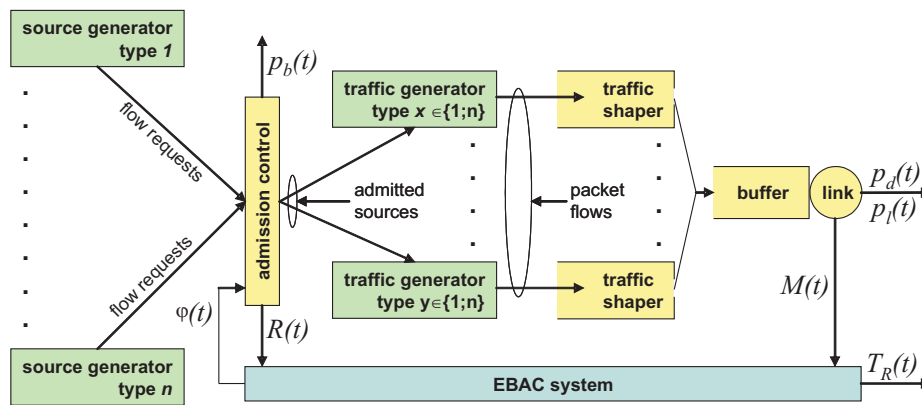 source generator
type 1
flow requests
flow requests
source generator
type n
p_b(t)
admission control
φ(t)
R(t)
admitted
sources
traffic generator
type x ∈{1;n}
traffic generator
type y∈{1;n}
packet
flows
traffic
shaper
traffic
shaper
buffer
link
p_d(t)
p_l(t)
M(t)
EBAC system
T_R(t)